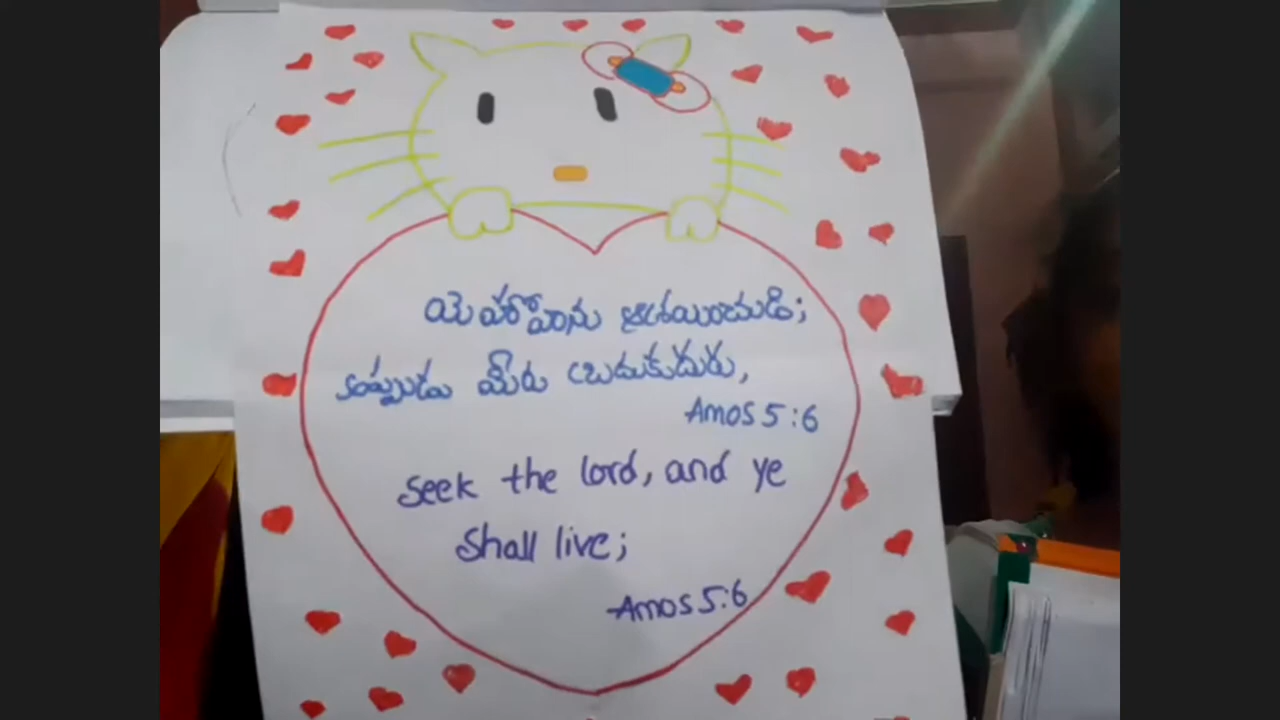 యెహోవాను ఆశ్రయించుడి;
అప్పుడు మీరు బ్రదుకుదురు,
Amos 5:6
Seek the lord, and ye
Shall live;
Amos 5:6